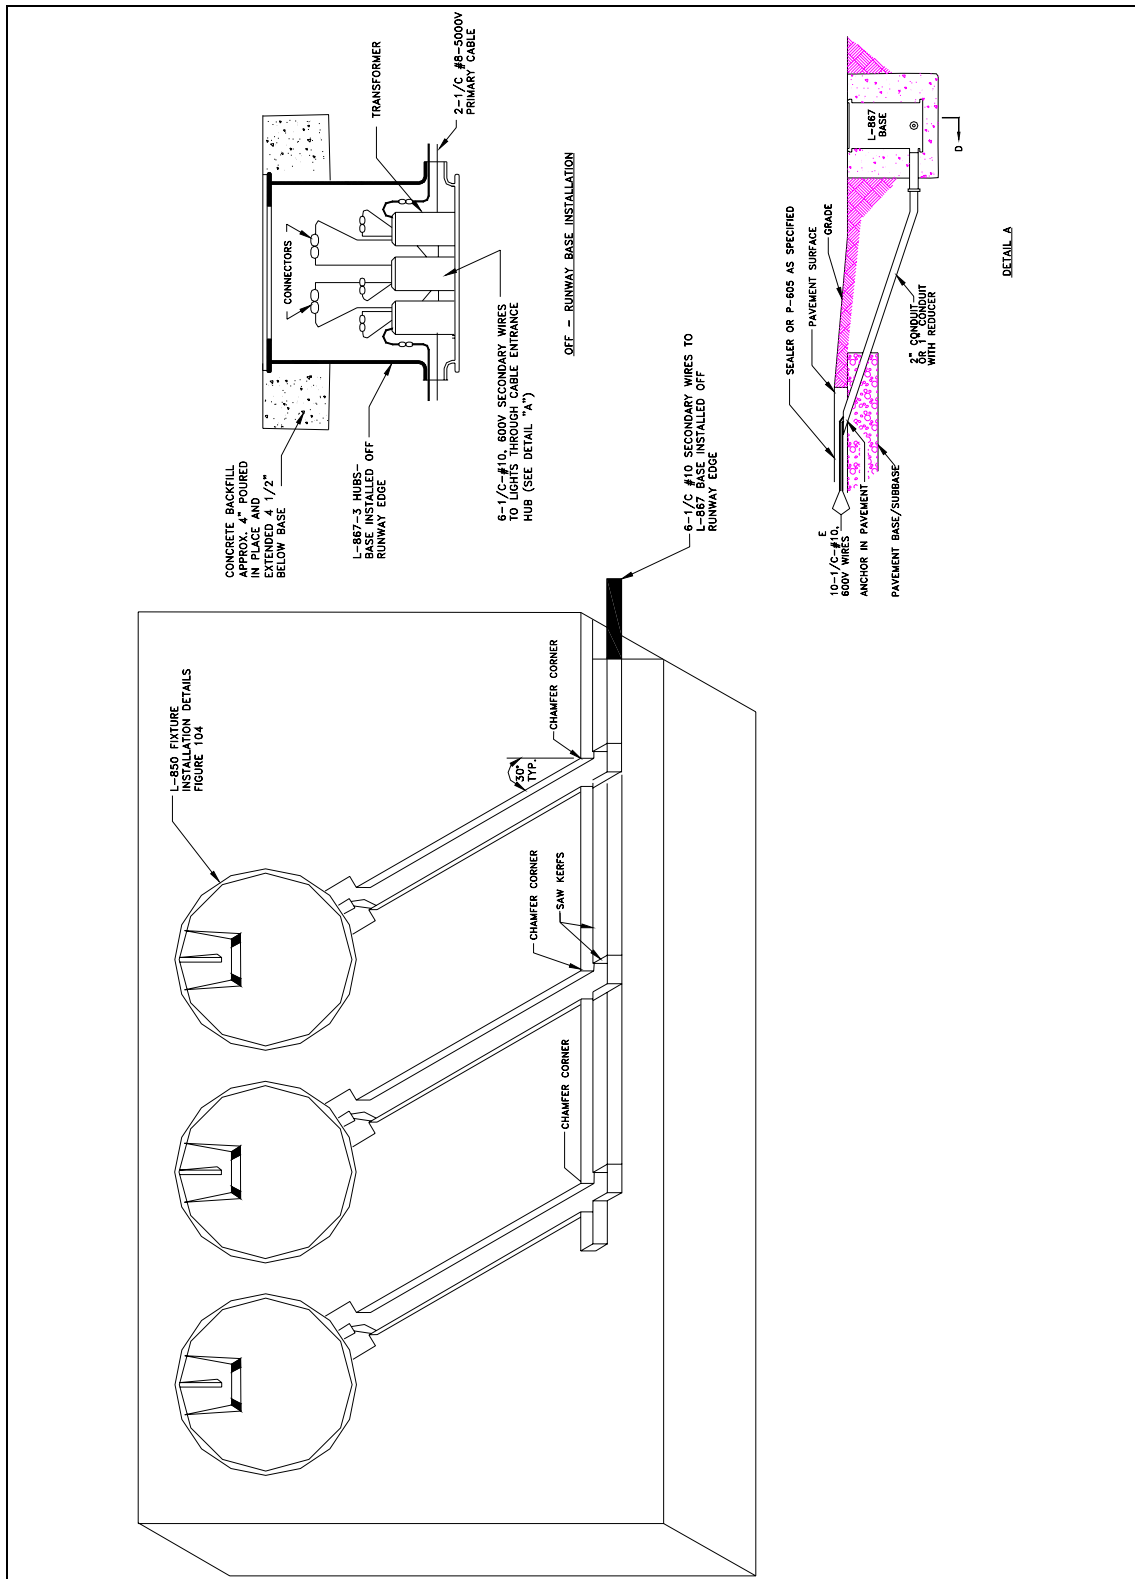 CONCRETE BACKFILL
APPROX. 4" POURED
IN PLACE AND
EXTENDED 4 1/2"
BELOW BASE
CONNECTORS
TRANSFORMER
2-1/C #8-5000V
PRIMARY CABLE
L-867-3 HUBS-
BASE INSTALLED OFF
RUNWAY EDGE
6-1/C-#10, 600V SECONDARY WIRES
TO LIGHTS THROUGH CABLE ENTRANCE
HUB (SEE DETAIL "A")
OFF - RUNWAY BASE INSTALLATION
L-850 FIXTURE
INSTALLATION DETAILS
FIGURE 104
CHAMFER CORNER
30°
TYP.
CHAMFER CORNER
SAW KERFS
CHAMFER CORNER
6-1/C #10 SECONDARY WIRES TO
L-867 BASE INSTALLED OFF
RUNWAY EDGE
SEALER OR P-605 AS SPECIFIED
PAVEMENT SURFACE
GRADE
L-867
BASE
D
E
10-1/C-#10,
600V WIRES
ANCHOR IN PAVEMENT
PAVEMENT BASE/SUBBASE
2" CONDUIT
OR 1" CONDUIT
WITH REDUCER
DETAIL A